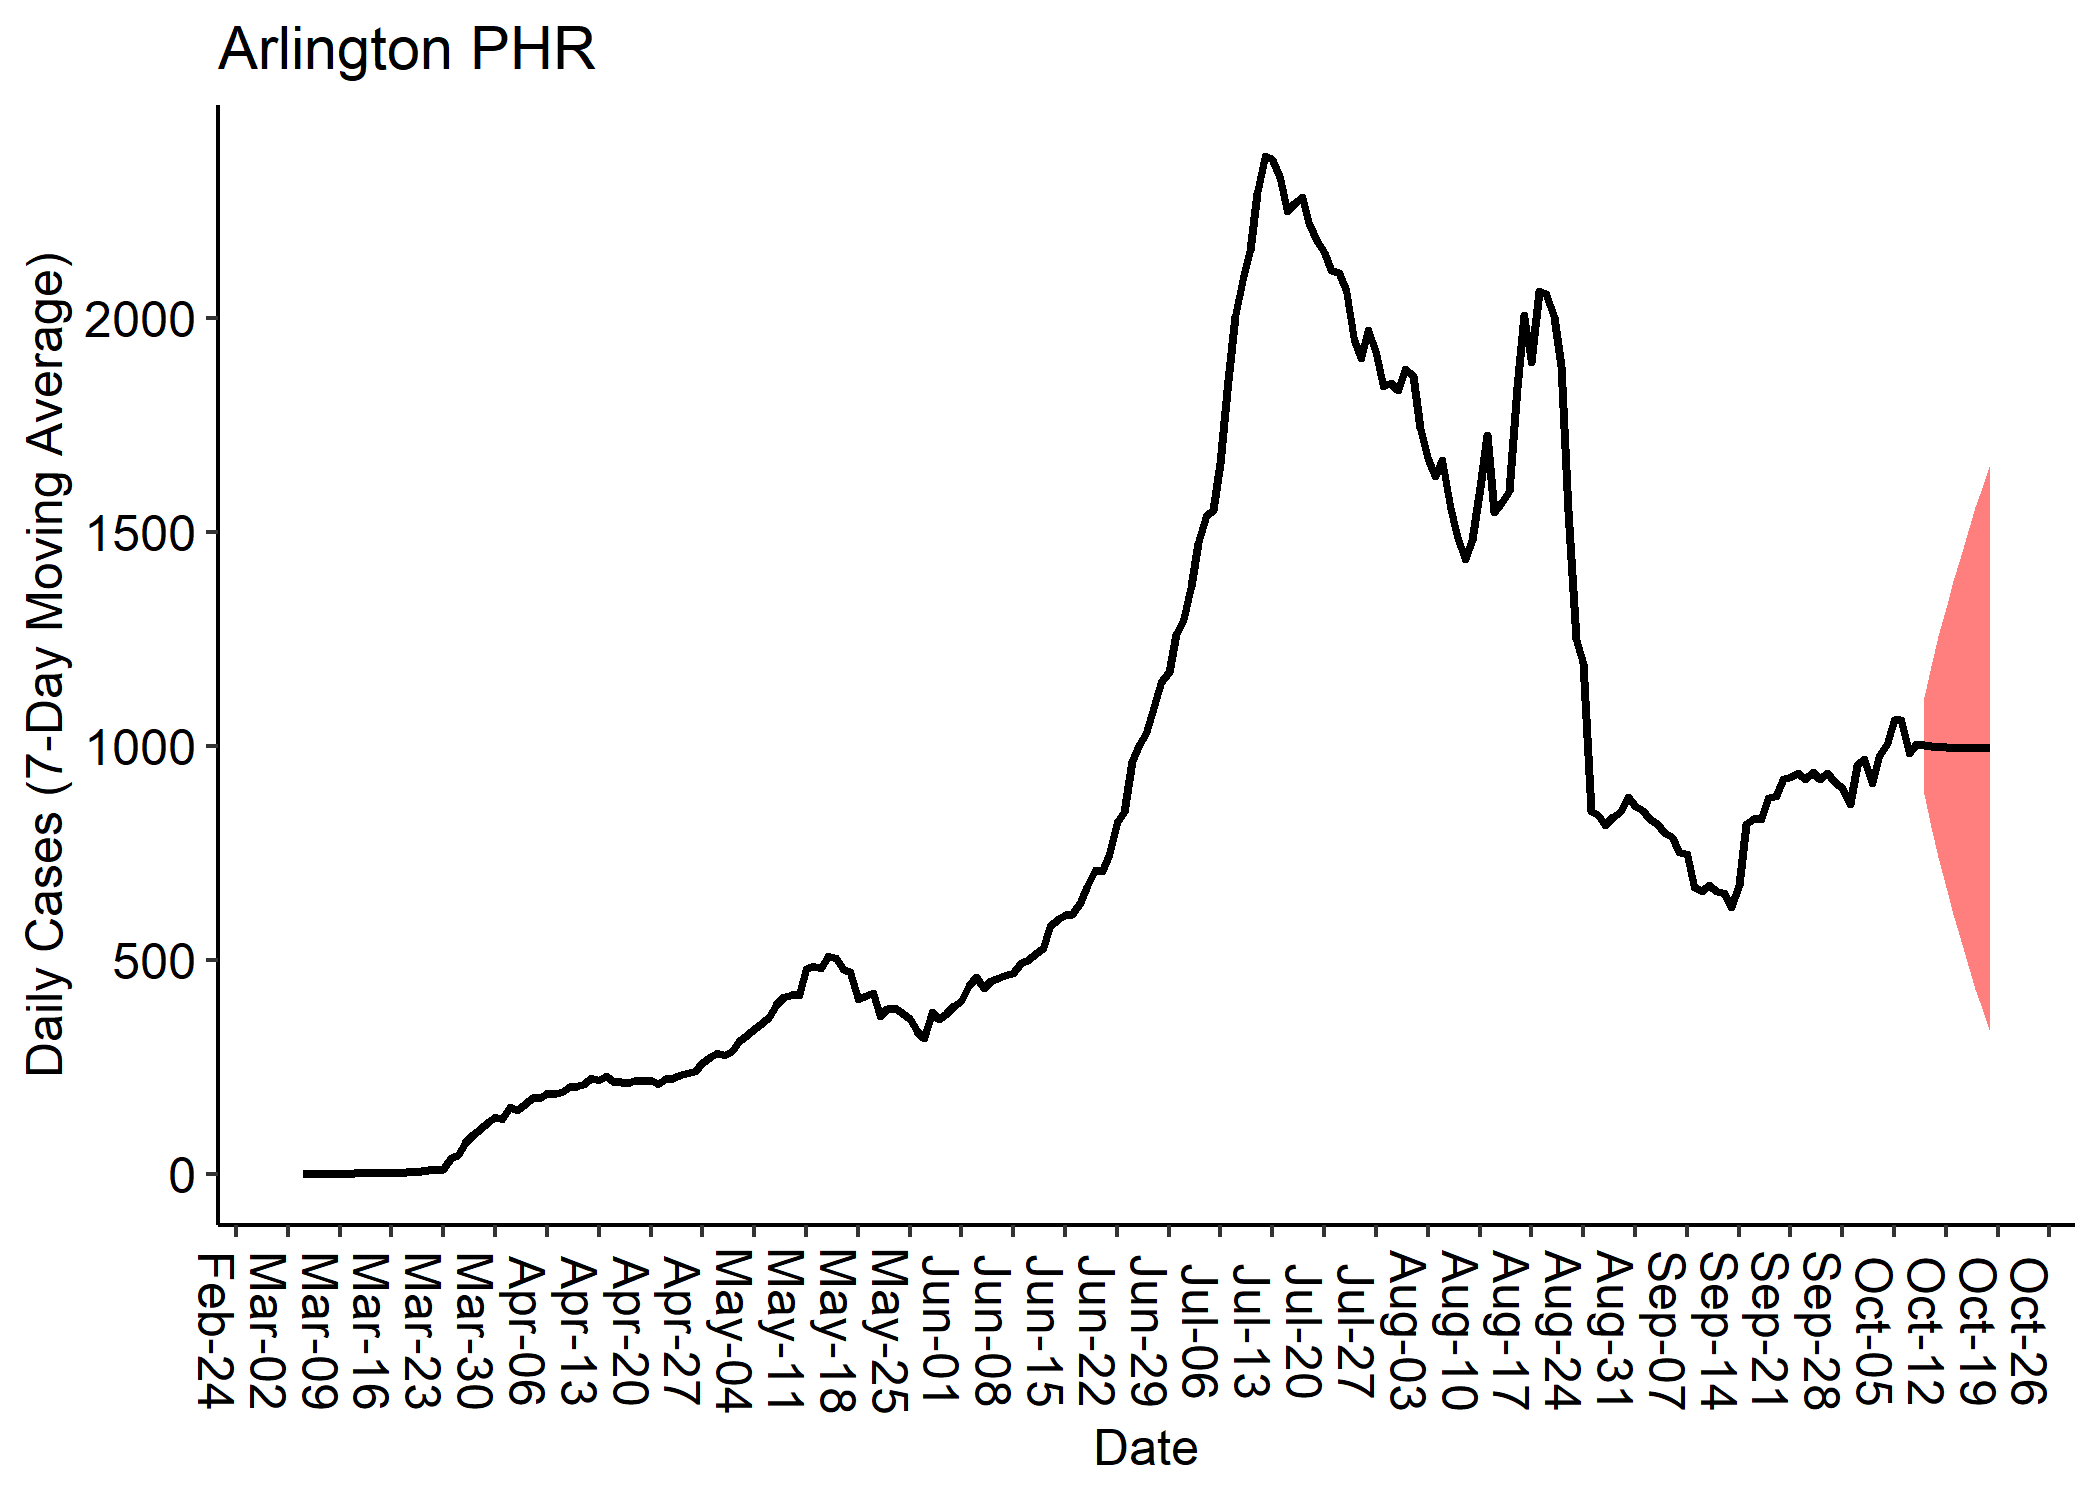 Arlington PHR
Daily Cases (7-Day Moving Average)
2000
1500
1000
500
0
Feb-24
Mar-02
Mar-09
Mar-16
Mar-23
Mar-30
Apr-06
Apr-13
Apr-20
Apr-27
May-04
May-11
May-18
May-25
Jun-01
Jun-08
Jun-15
Jun-22
Jun-29
Jul-06
Jul-13
Jul-20
Jul-27
Aug-03
Aug-10
Aug-17
Aug-24
Aug-31
Sep-07
Sep-14
Sep-21
Sep-28
Oct-05
Oct-12
Oct-19
Oct-26
Date